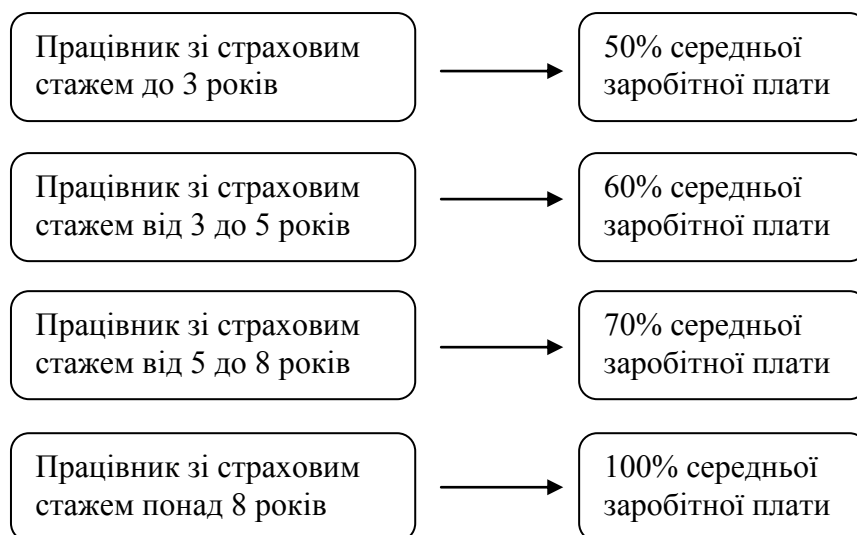 Працівник зі страховим
стажем до 3 років
50% середньої
заробітної плати
Працівник зі страховим
стажем від 3 до 5 років
60% середньої
заробітної плати
Працівник зі страховим
стажем від 5 до 8 років
70% середньої
заробітної плати
Працівник зі страховим
стажем понад 8 років
100% середньої
заробітної плати